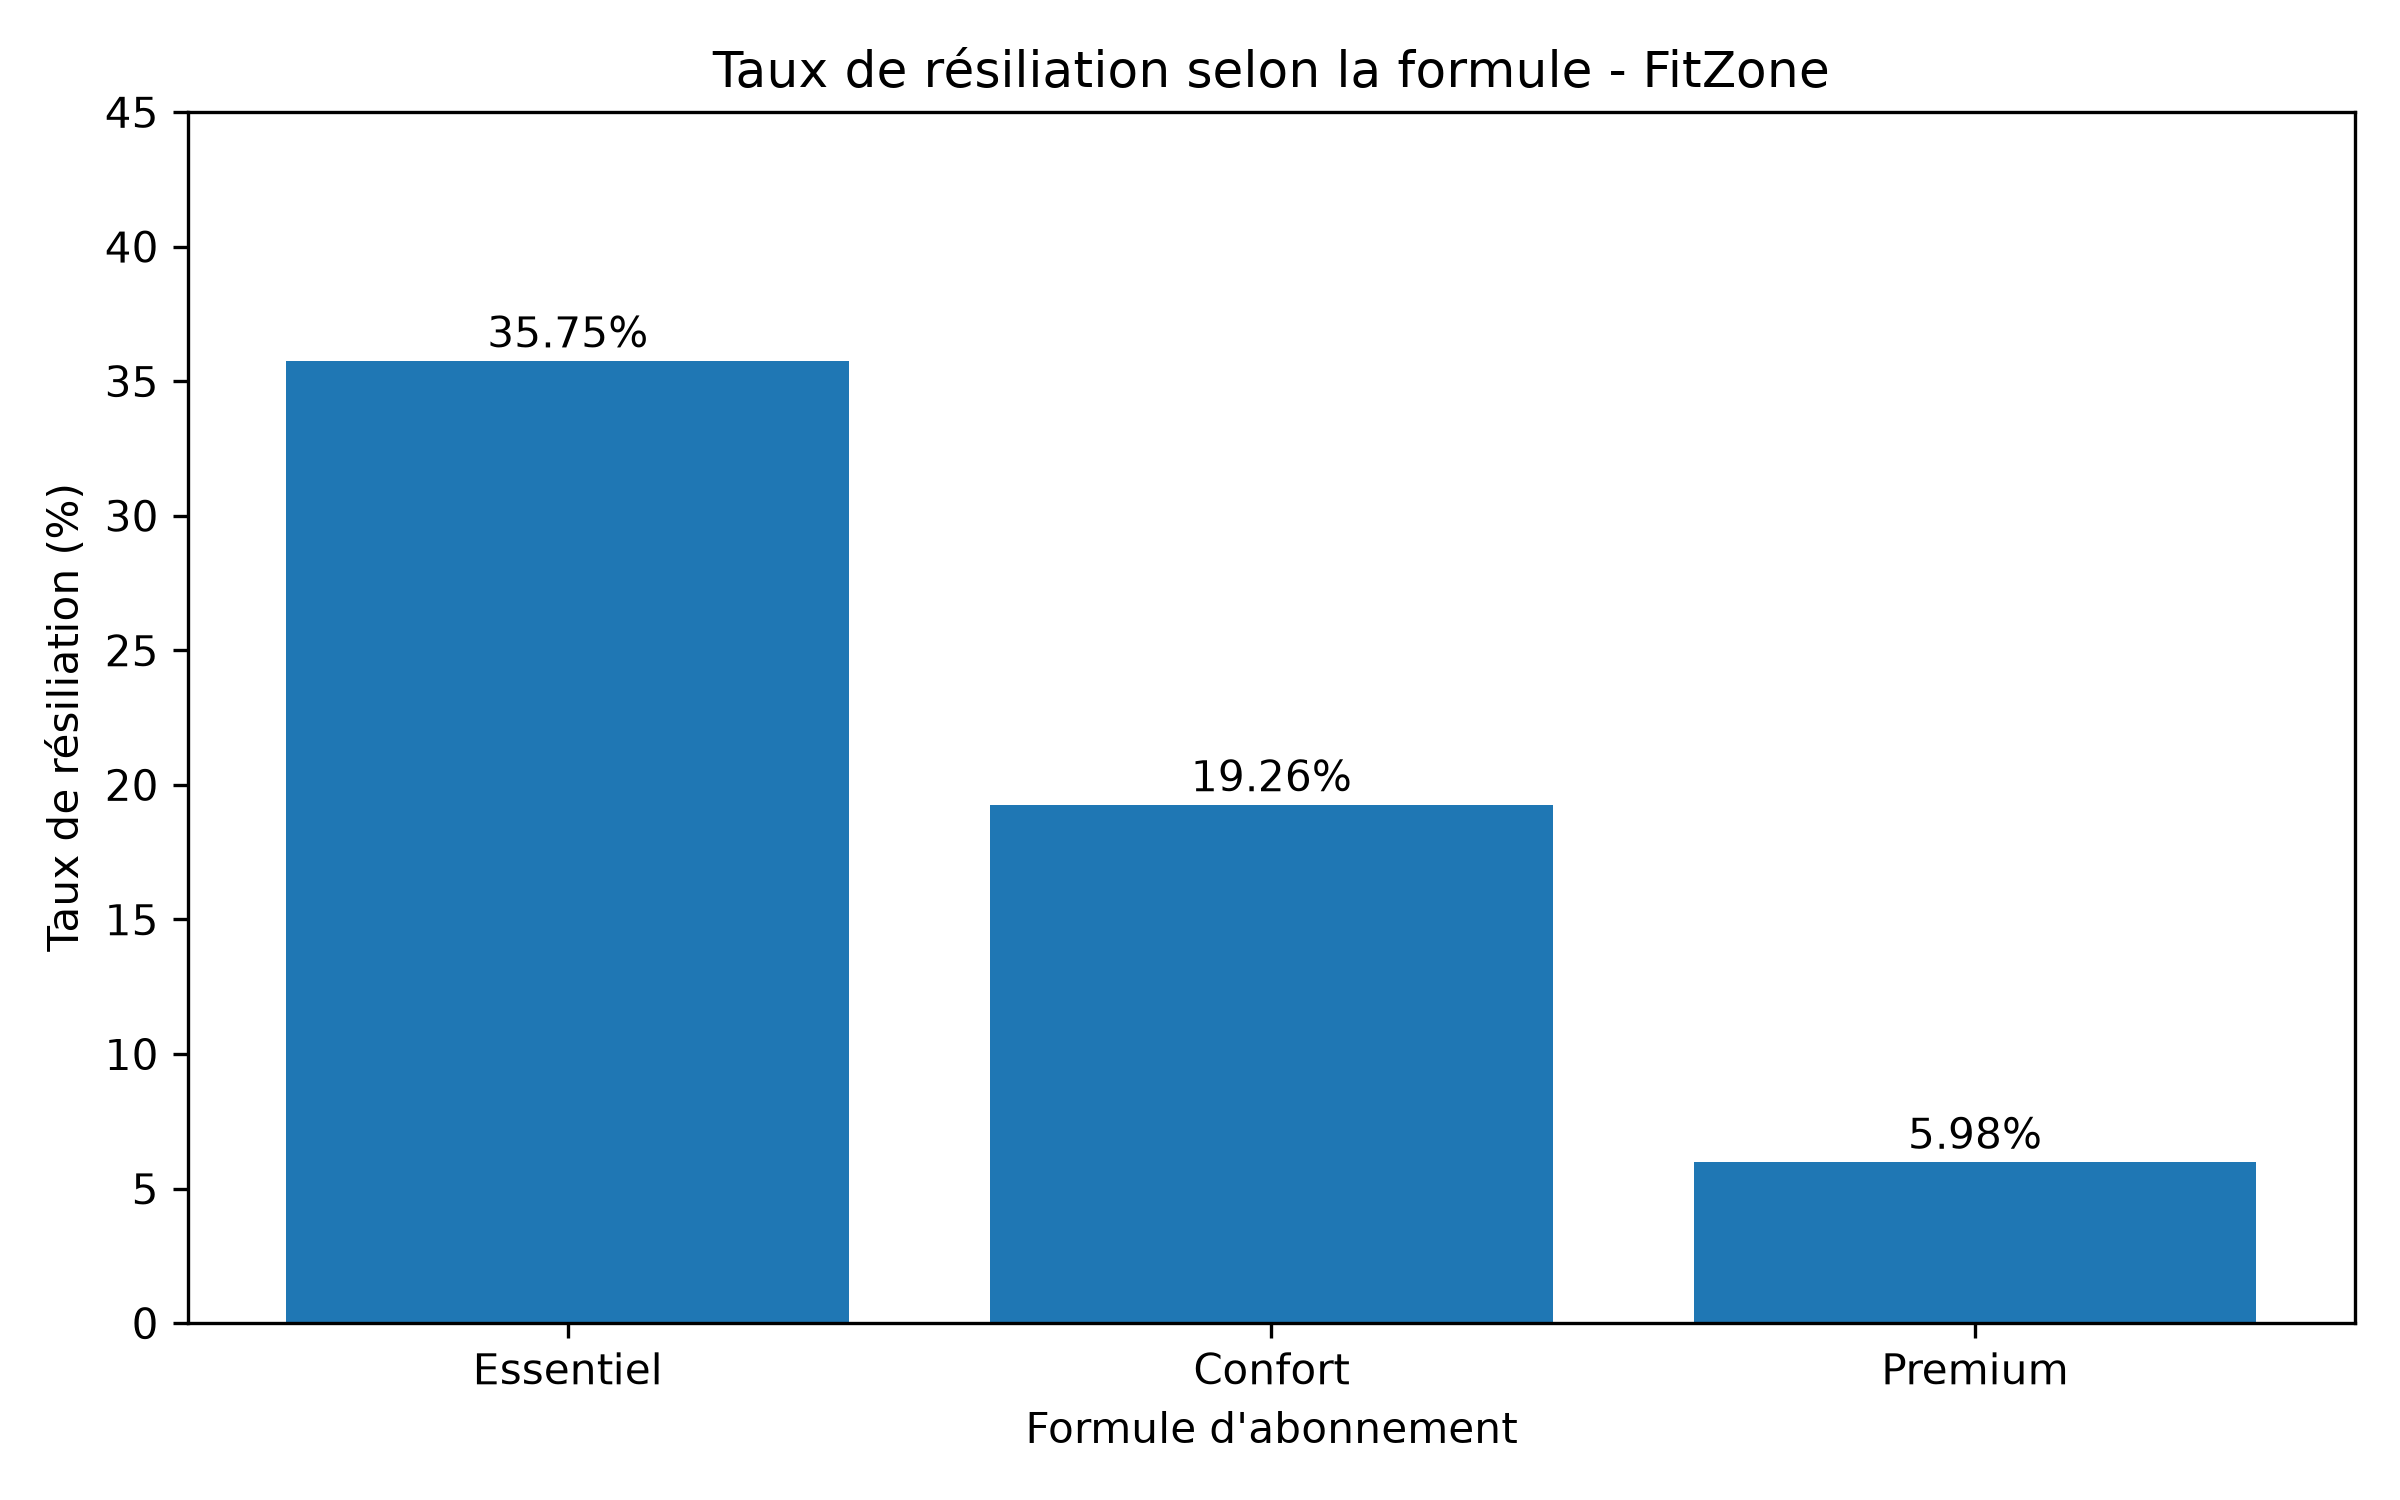 Taux de résiliation selon la formule - FitZone
Taux de résiliation (%)
45
40
35
30
25
20
15
10
5
0
35.75%
19.26%
5.98%
Essentiel
Confort
Premium
Formule d'abonnement